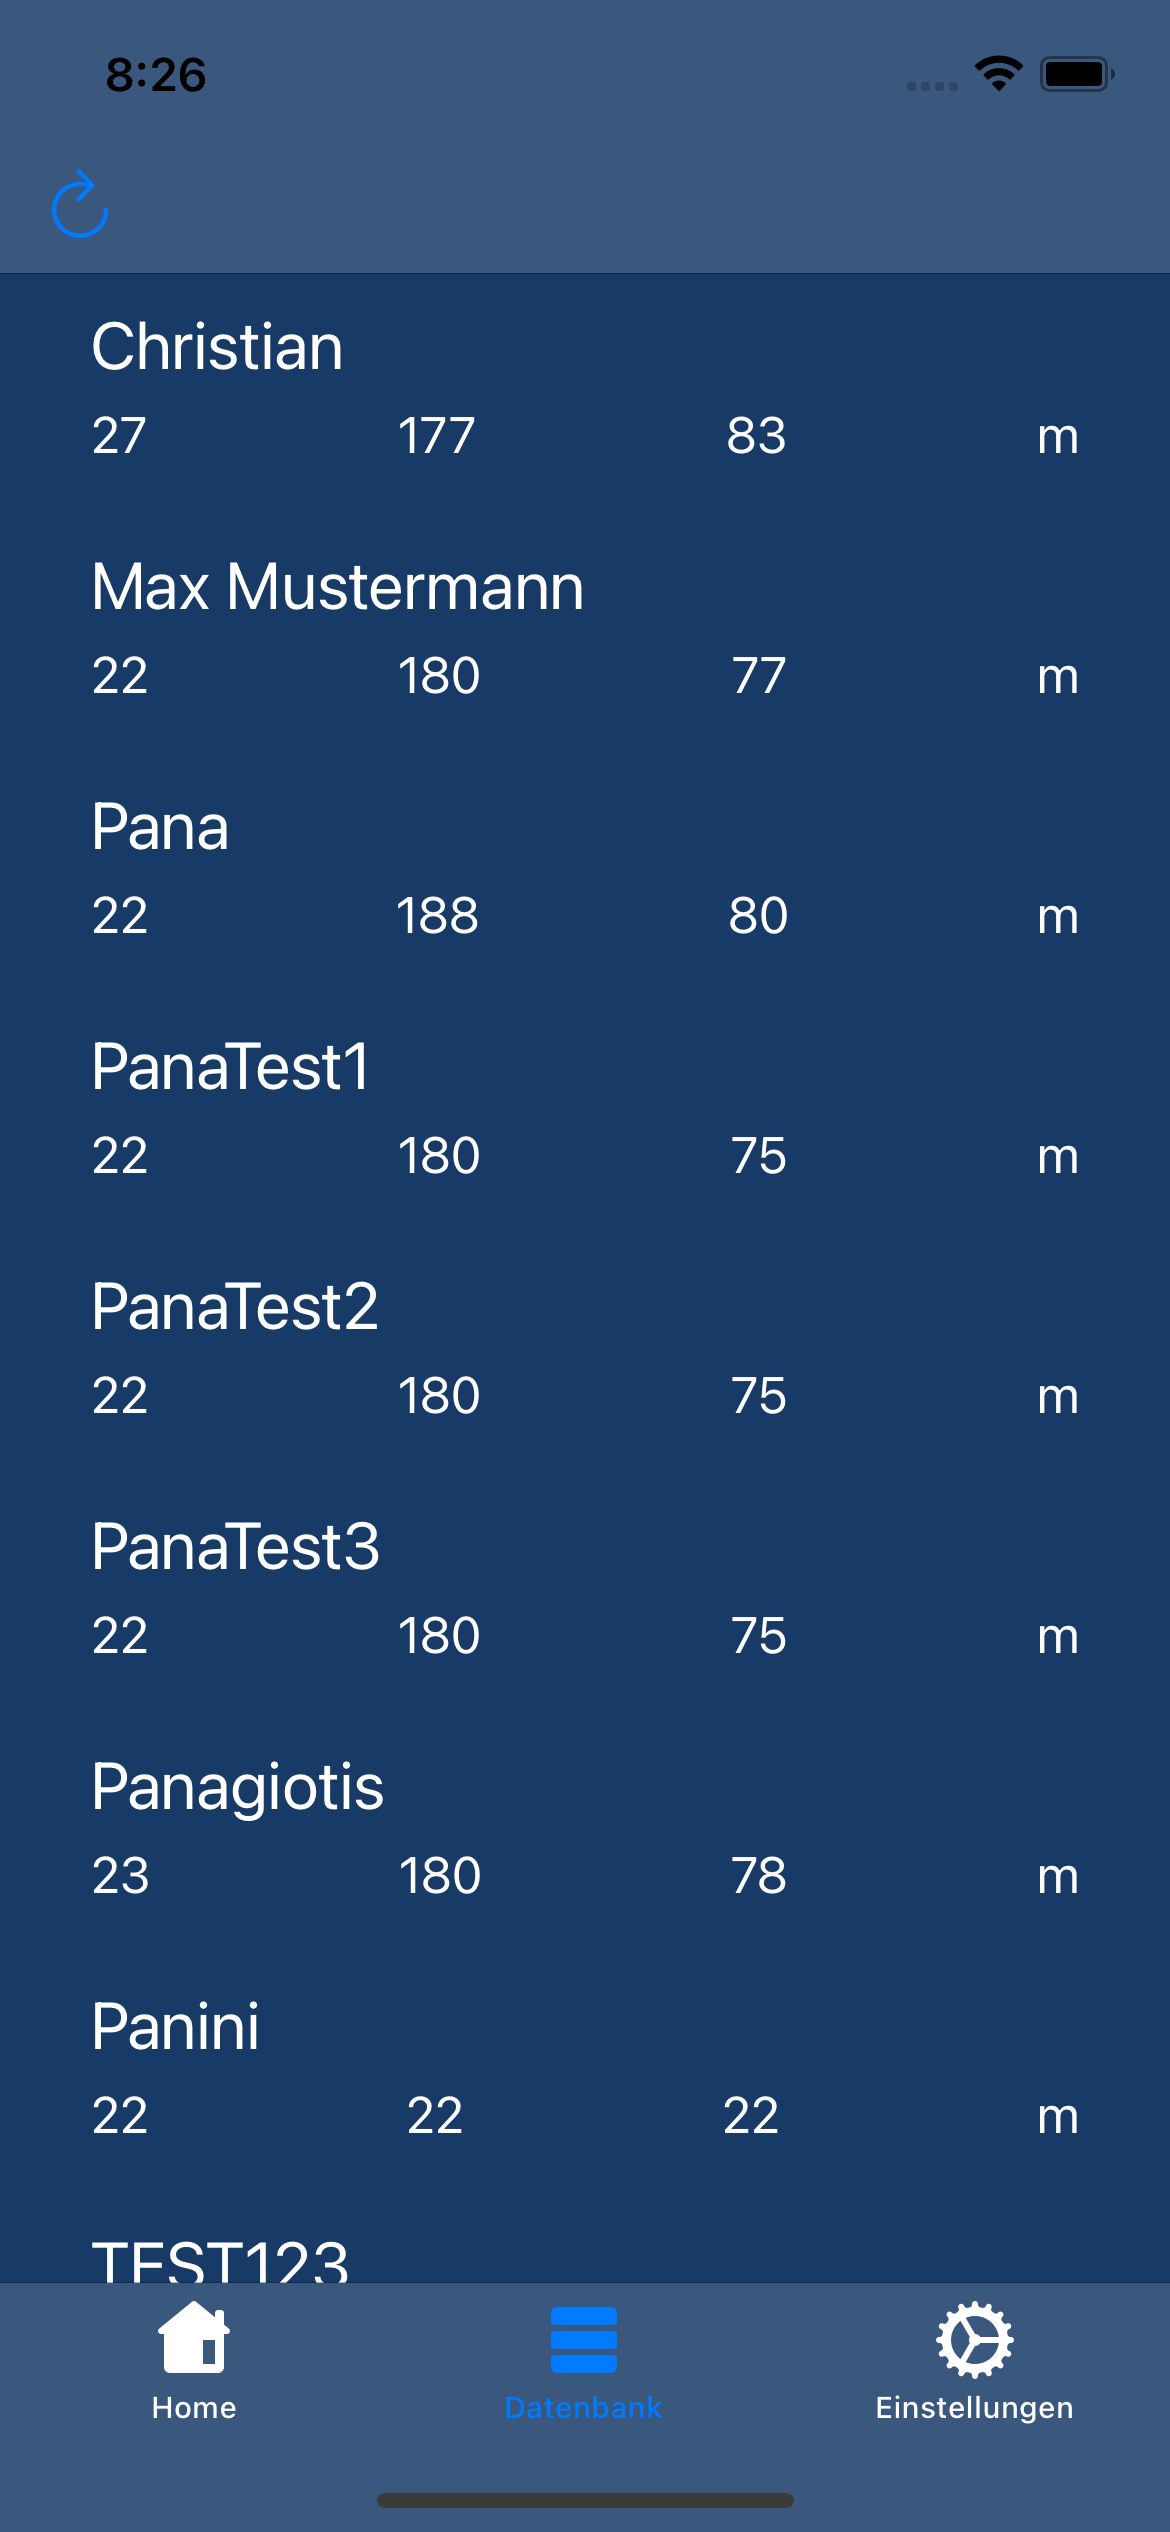 8:26
Christian
27 177 83 m
Max Mustermann
22 180 77 m
Pana
22 188 80 m
PanaTest1
22 180 75 m
PanaTest2
22 180 75 m
PanaTest3
22 180 75 m
Panagiotis
23 180 78 m
Panini
22 22 22 m
TEST123
Home Datenbank Einstellungen